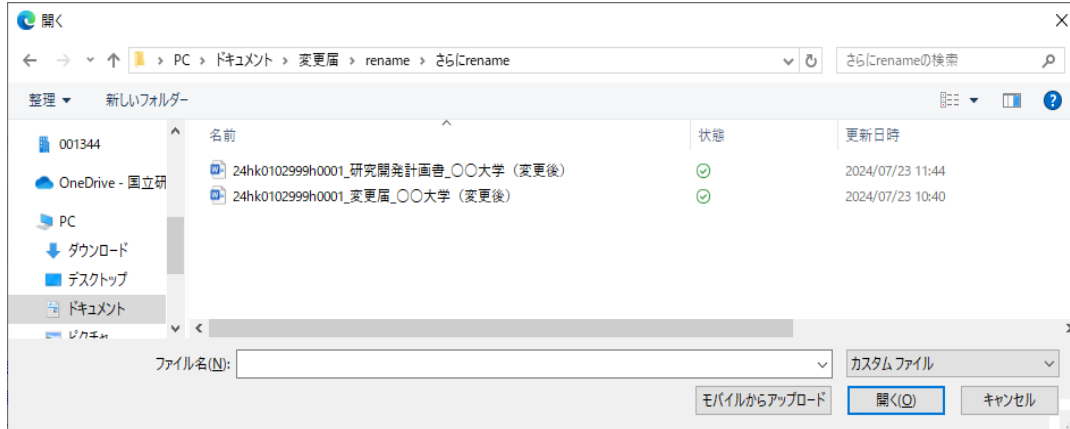 開く
PC › ドキュメント › 変更届 › rename › さらにrename
さらにrenameの検索
整理 新しいフォルダー
名前 状態 更新日時
001344
OneDrive - 国立研
PC
ダウンロード
デスクトップ
ドキュメント
ピクチャ
24hk0102999h0001_研究開発計画書_〇〇大学（変更後） 2024/07/23 11:44
24hk0102999h0001_変更届_〇〇大学（変更後） 2024/07/23 10:40
ファイル名(N): カスタム ファイル
モバイルからアップロード 開く(O) キャンセル